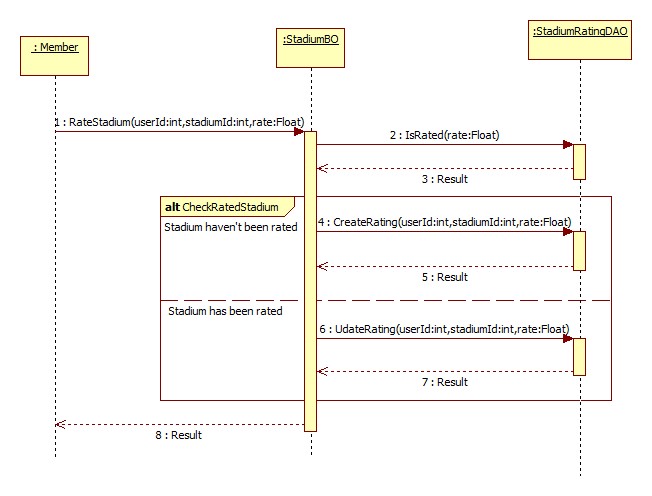 : Member
:StadiumBO
:StadiumRatingDAO
1 : RateStadium(userId:int,stadiumId:int,rate:Float)
2 : IsRated(rate:Float)
3 : Result
alt CheckRatedStadium
Stadium haven't been rated
4 : CreateRating(userId:int,stadiumId:int,rate:Float)
5 : Result
Stadium has been rated
6 : UdateRating(userId:int,stadiumId:int,rate:Float)
7 : Result
8 : Result